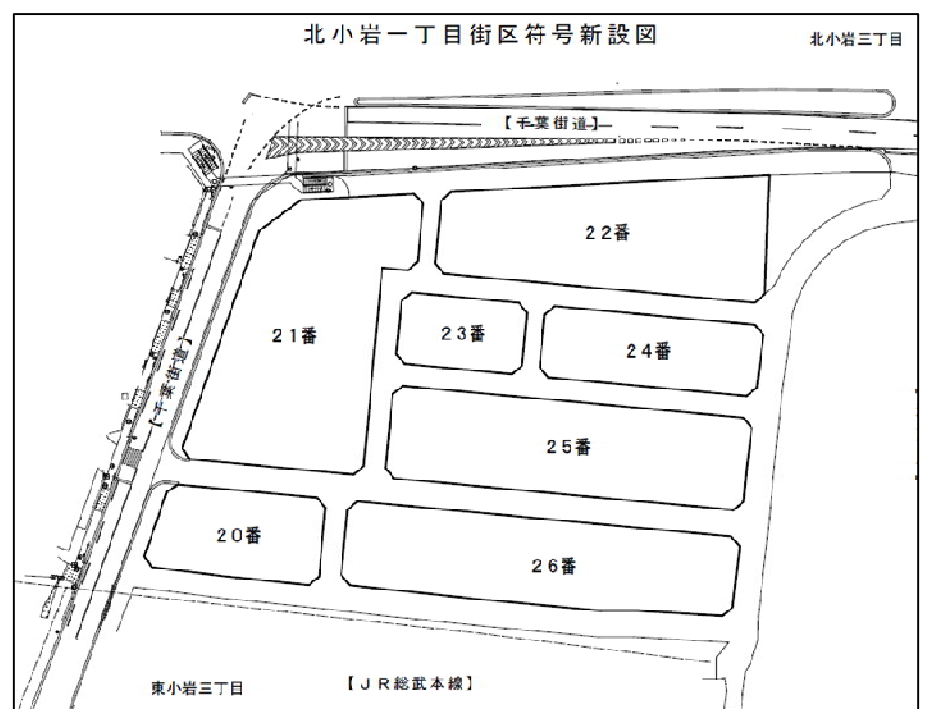 北小岩一丁目街区符号新設図
北小岩三丁目
【千葉街道】
22番
21番
23番
24番
【千葉街道】
25番
20番
26番
東小岩三丁目
【JR総武本線】